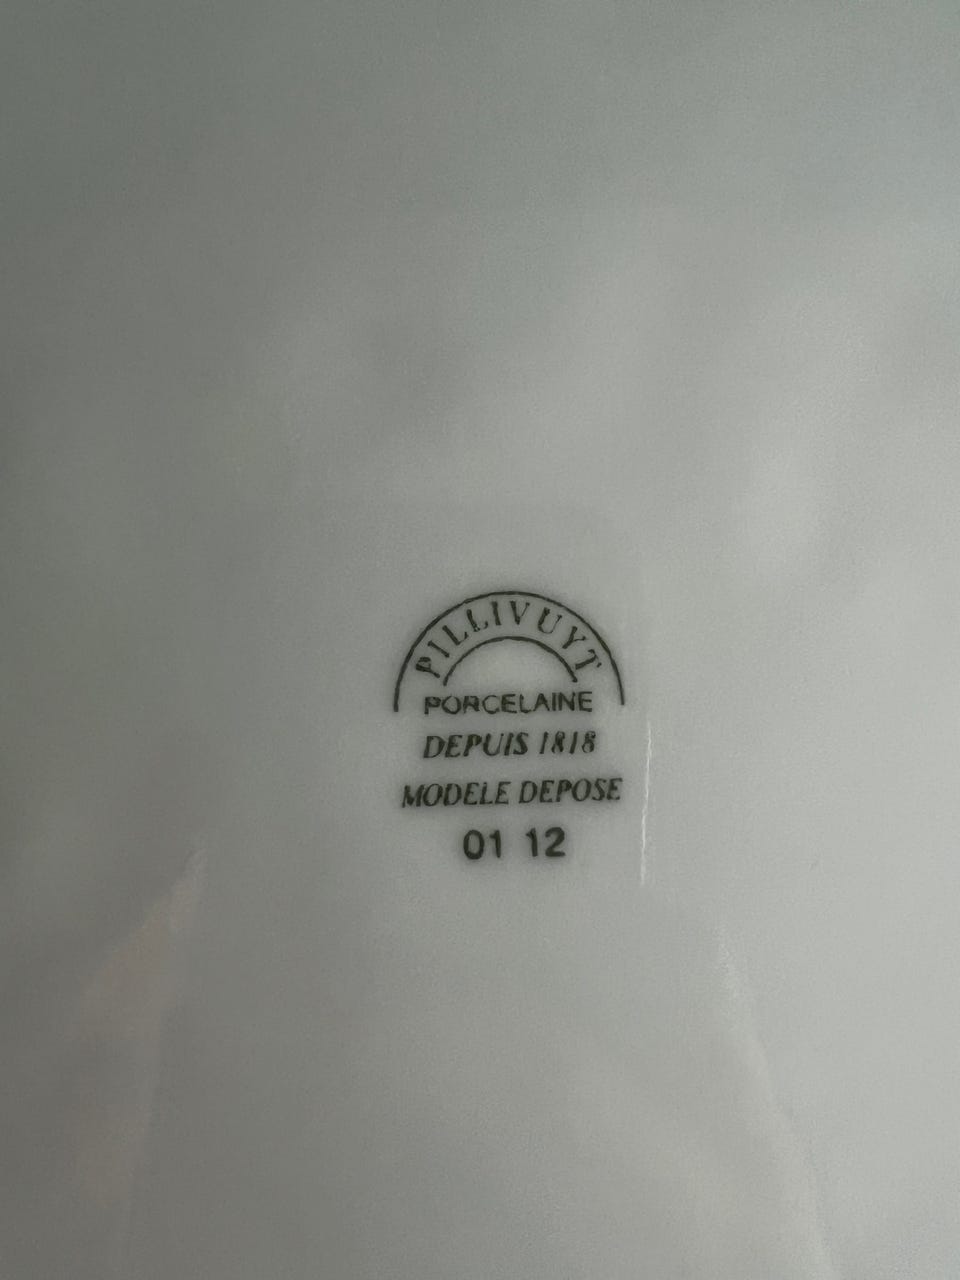 PILLIVUYT
PORCELAINE
DEPUIS 1818
MODELE DEPOSE
01 12